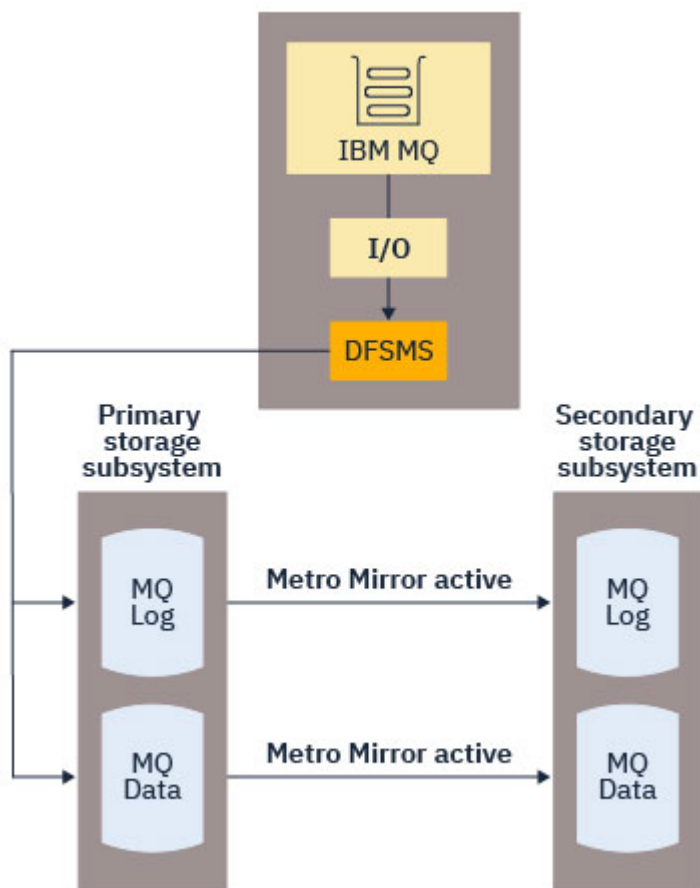 IBM MQ
I/O
DFSMS
Primary
storage
subsystem
Secondary
storage
subsystem
MQ
Log
Metro Mirror active
MQ
Log
MQ
Data
Metro Mirror active
MQ
Data